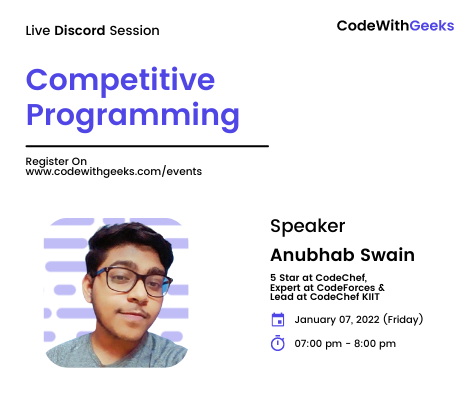 Live Discord Session
CodeWithGeeks
Competitive
Programming
Register On
www.codewithgeeks.com/events
Speaker
Anubhab Swain
5 Star at CodeChef,
Expert at CodeForces &
Lead at CodeChef KIIT
January 07, 2022 (Friday)
07:00 pm - 8:00 pm